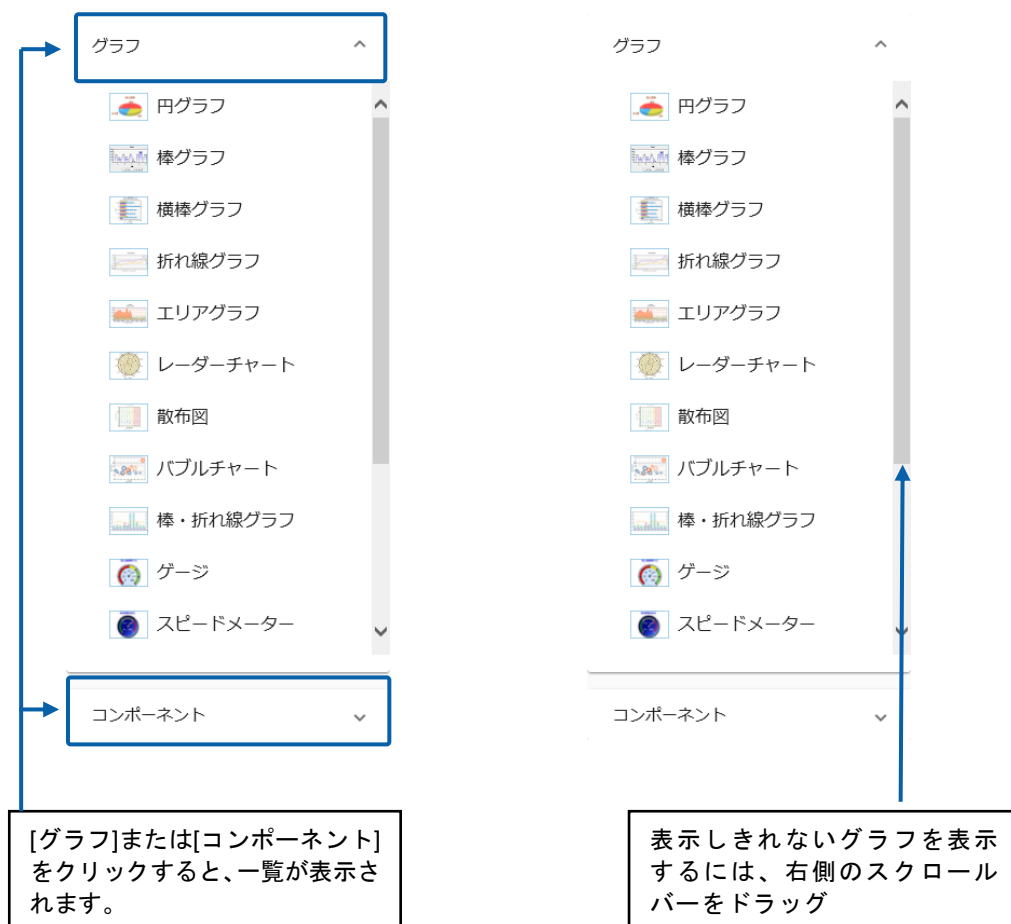 グラフ
円グラフ
棒グラフ
横棒グラフ
折れ線グラフ
エリアグラフ
レーダーチャート
散布図
バブルチャート
棒・折れ線グラフ
ゲージ
スピードメーター
コンポーネント
[グラフ]または[コンポーネント]
をクリックすると、一覧が表示さ
れます。
グラフ
円グラフ
棒グラフ
横棒グラフ
折れ線グラフ
エリアグラフ
レーダーチャート
散布図
バブルチャート
棒・折れ線グラフ
ゲージ
スピードメーター
コンポーネント
表示しきれないグラフを表示
するには、右側のスクロール
バーをドラッグ